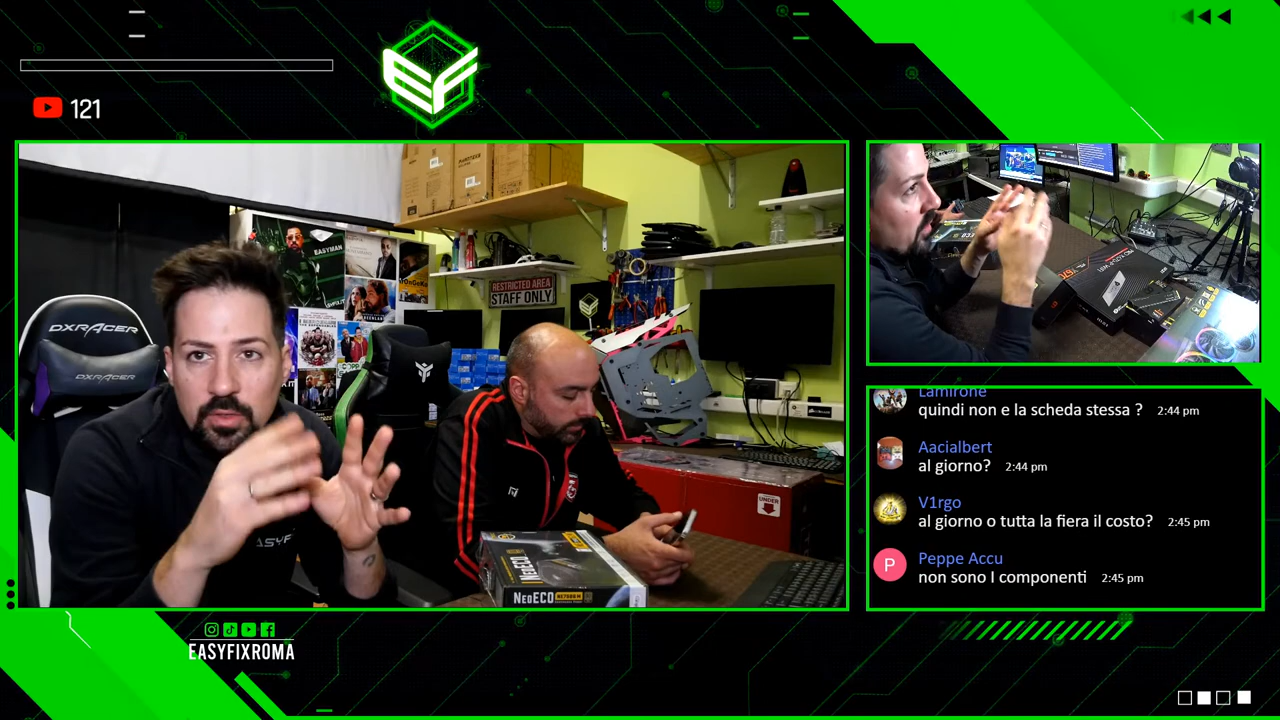 EF
121
EASYMAN
RESTRICTED AREA
STAFF ONLY
DXRACER
DXRACER
NEOECO
NEOECO
UNDER
Lamirone
quindi non e la scheda stessa ? 2:44 pm
Aacialbert
al giorno? 2:44 pm
V1rgo
al giorno o tutta la fiera il costo? 2:45 pm
P
Peppe Accu
non sono I componenti 2:45 pm
EASYFIXROMA